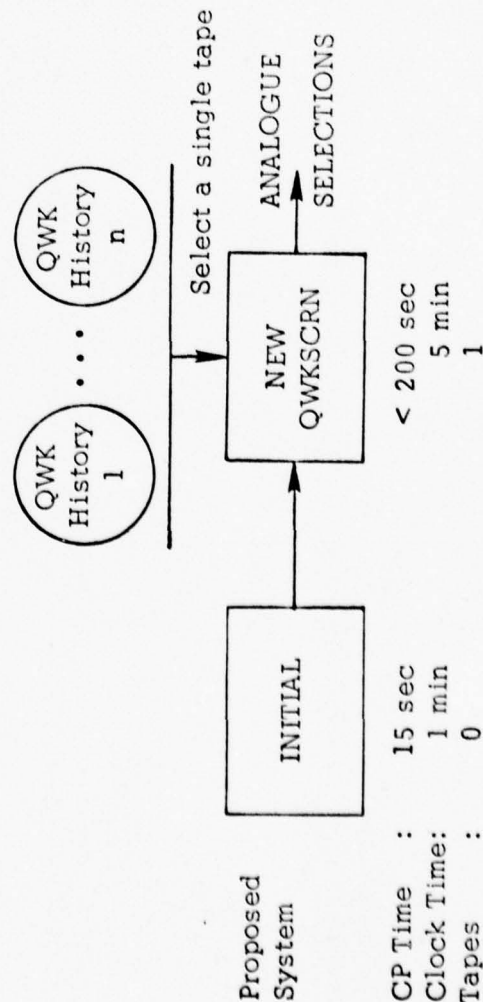 QWK
History
1
• • •
QWK
History
n
Select a single tape
Proposed
System
INITIAL
NEW
QWKSCRN
ANALOGUE
SELECTIONS
CP Time : 15 sec < 200 sec
Clock Time: 1 min 5 min
Tapes : 0 1